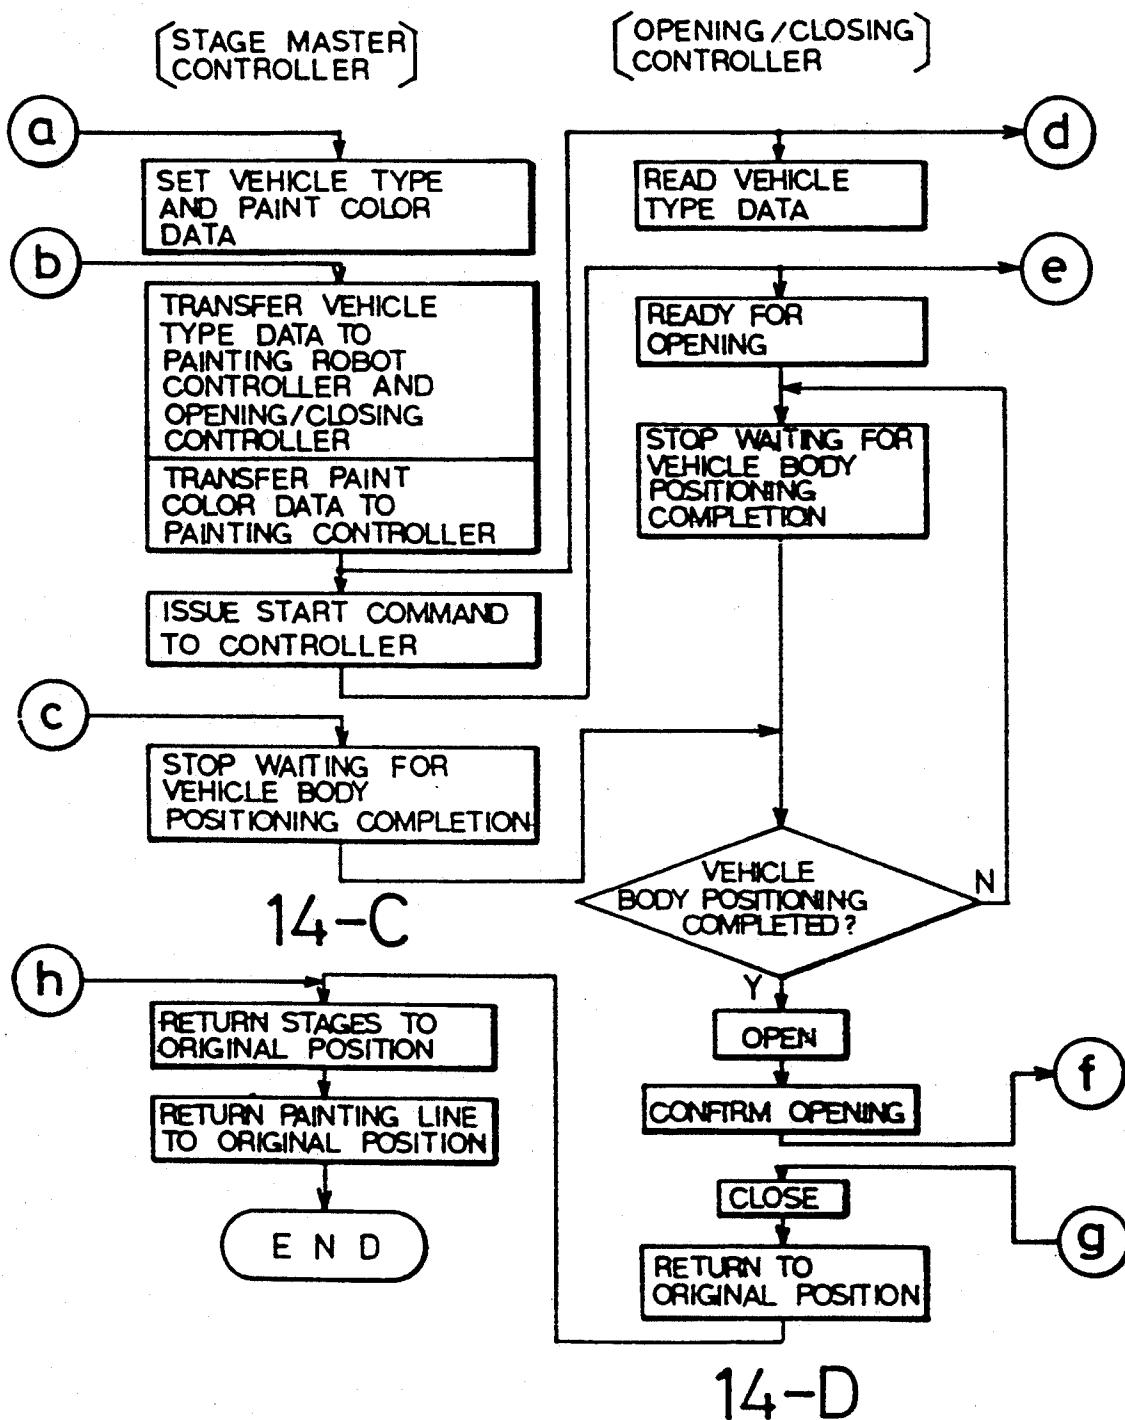 STAGE MASTER
CONTROLLER
OPENING/CLOSING
CONTROLLER
a
SET VEHICLE TYPE
AND PAINT COLOR
DATA
b
TRANSFER VEHICLE
TYPE DATA TO
PAINTING ROBOT
CONTROLLER AND
OPENING/CLOSING
CONTROLLER
TRANSFER PAINT
COLOR DATA TO
PAINTING CONTROLLER
ISSUE START COMMAND
TO CONTROLLER
c
STOP WAITING FOR
VEHICLE BODY
POSITIONING COMPLETION
14-C
h
RETURN STAGES TO
ORIGINAL POSITION
RETURN PAINTING LINE
TO ORIGINAL POSITION
END
d
READ VEHICLE
TYPE DATA
e
READY FOR
OPENING
STOP WAITING FOR
VEHICLE BODY
POSITIONING
COMPLETION
VEHICLE
BODY POSITIONING
COMPLETED?
N
Y
OPEN
f
CONFIRM OPENING
CLOSE
g
RETURN TO
ORIGINAL POSITION
14-D